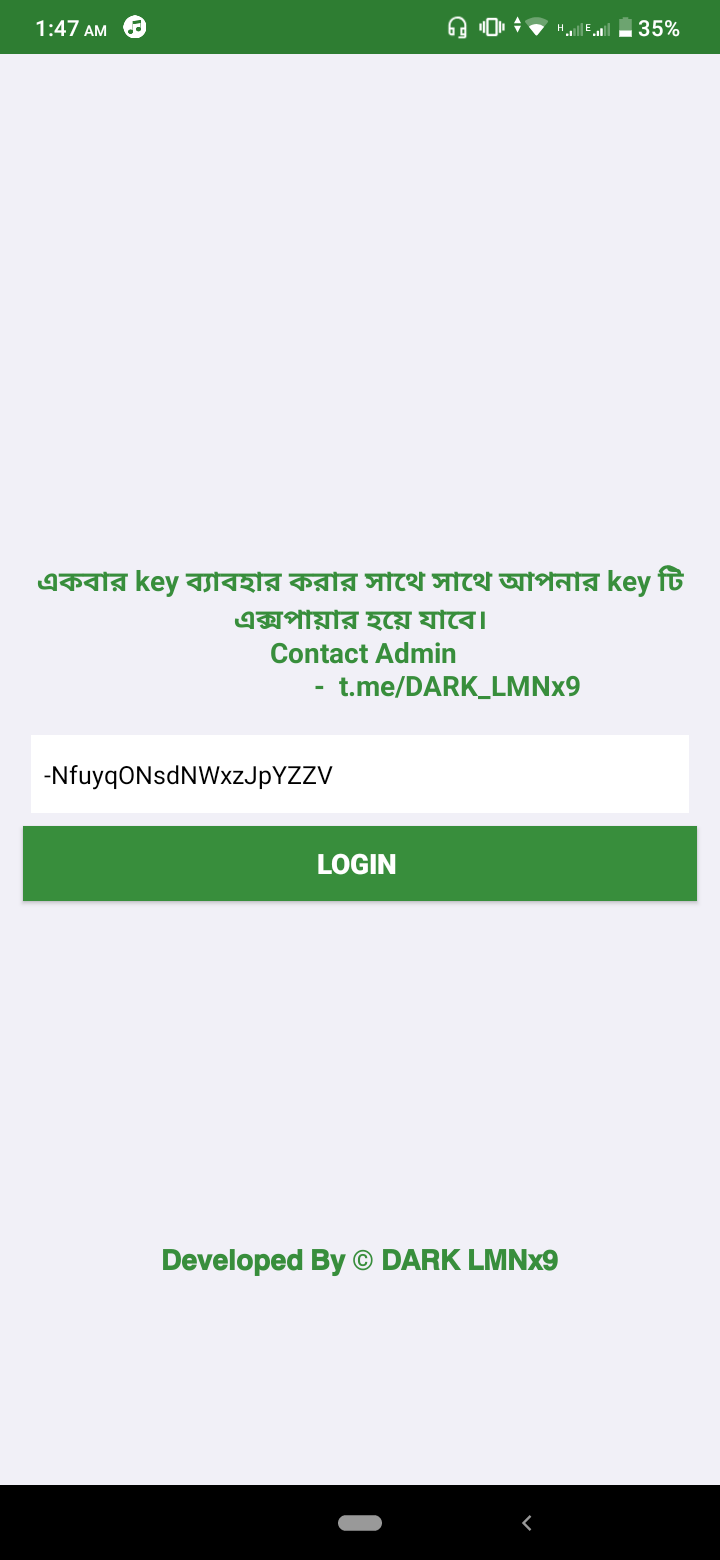 1:47 AM
H E 35%
একবার key ব্যাবহার করার সাথে সাথে আপনার key টি
এক্সপায়ার হয়ে যাবে।
Contact Admin
- t.me/DARK_LMNx9
-NfuyqONsdNWxzJpYZZV
LOGIN
Developed By © DARK LMNx9